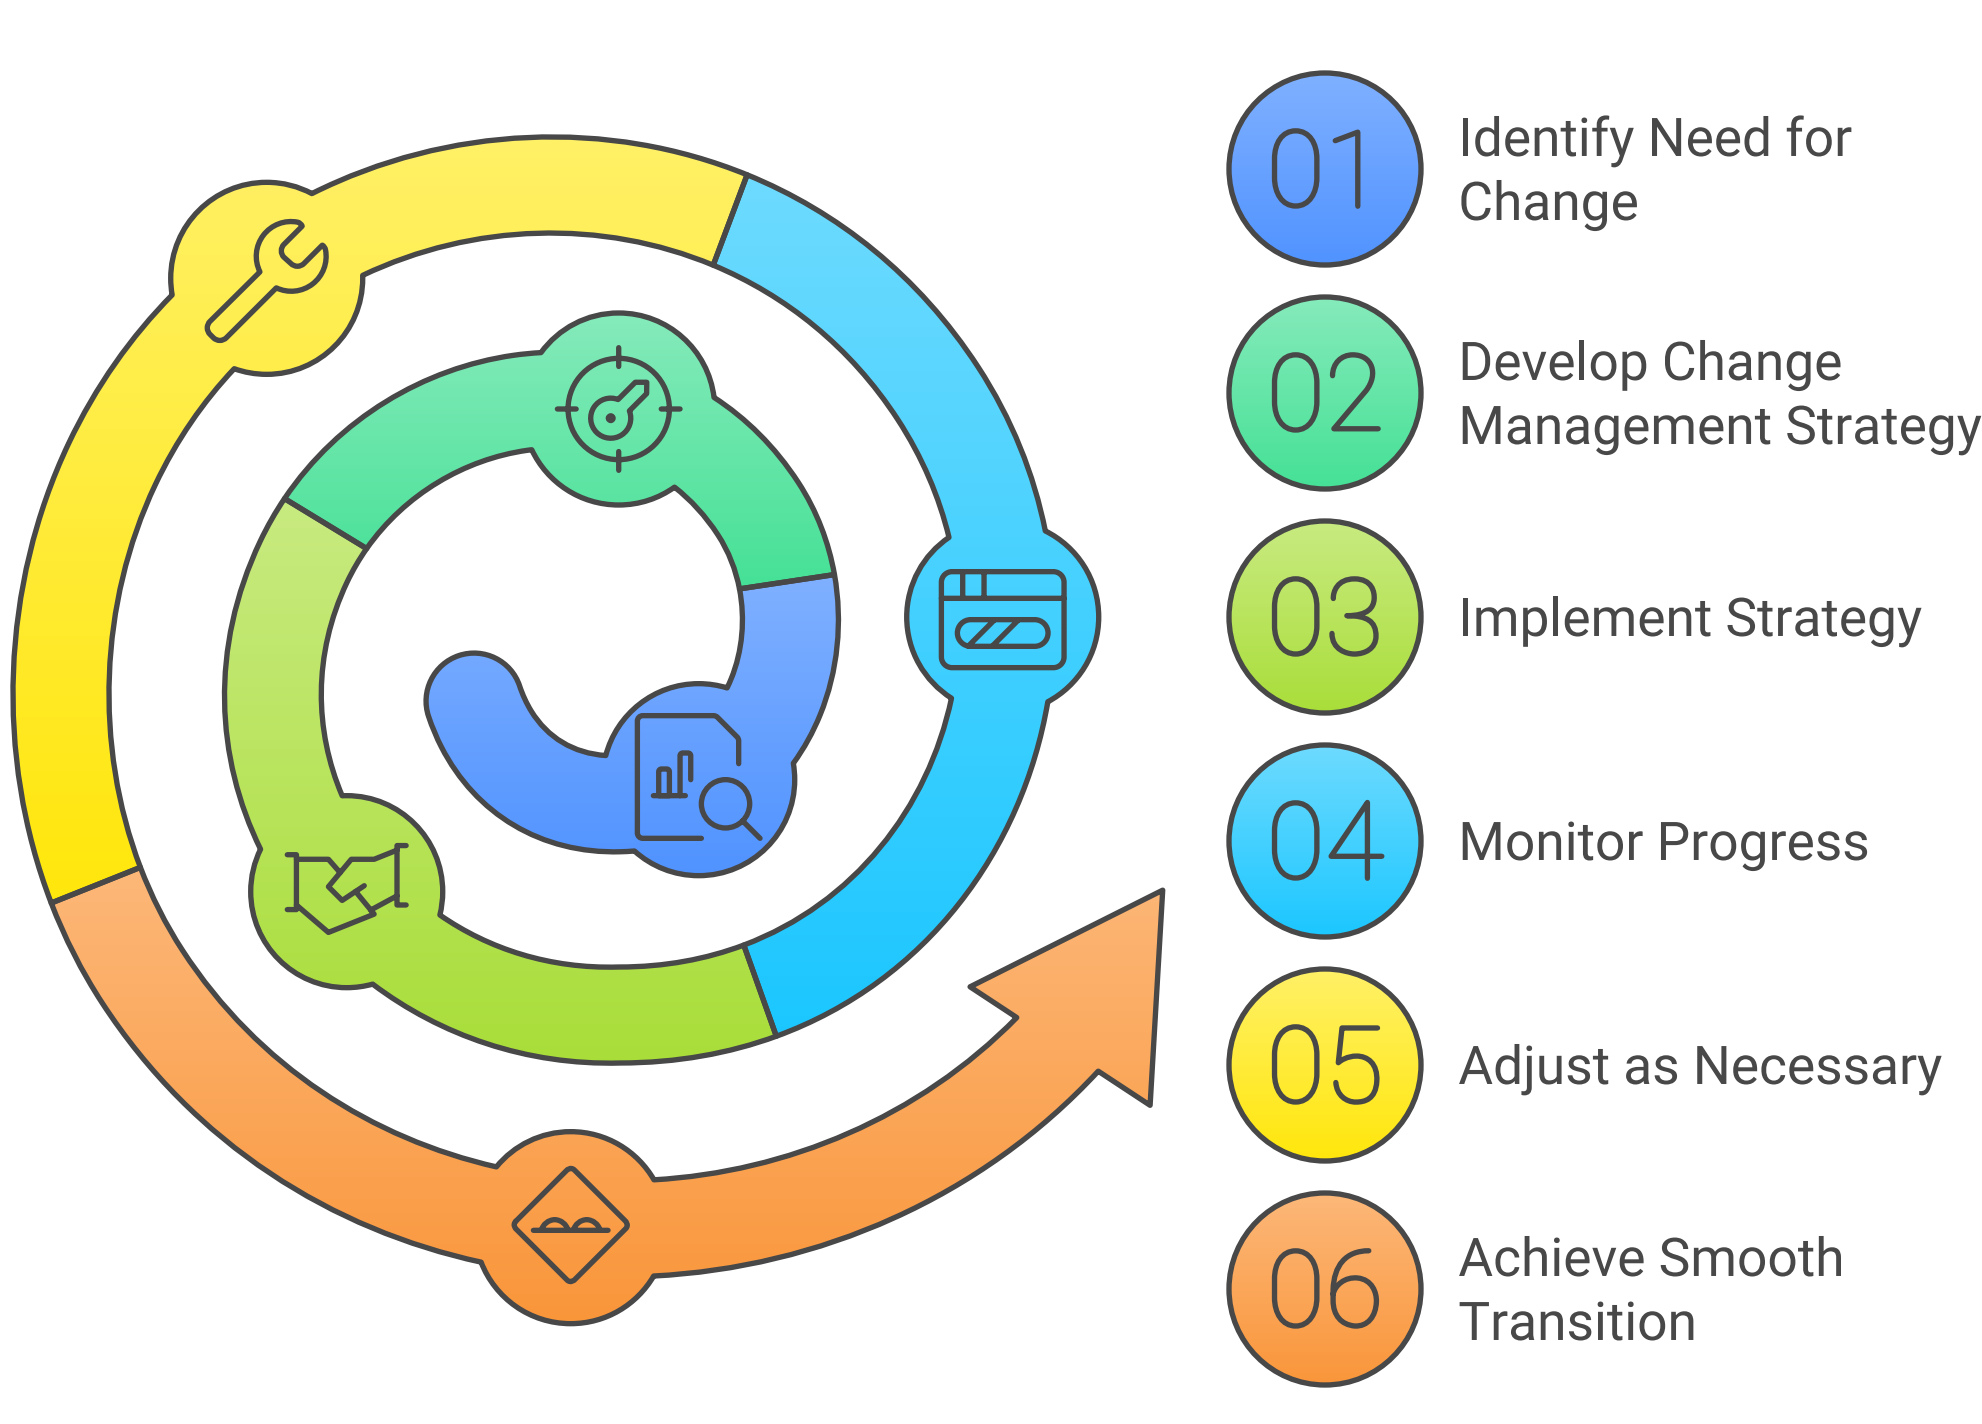 01
Identify Need for
Change
02
Develop Change
Management Strategy
03
Implement Strategy
04
Monitor Progress
05
Adjust as Necessary
06
Achieve Smooth
Transition